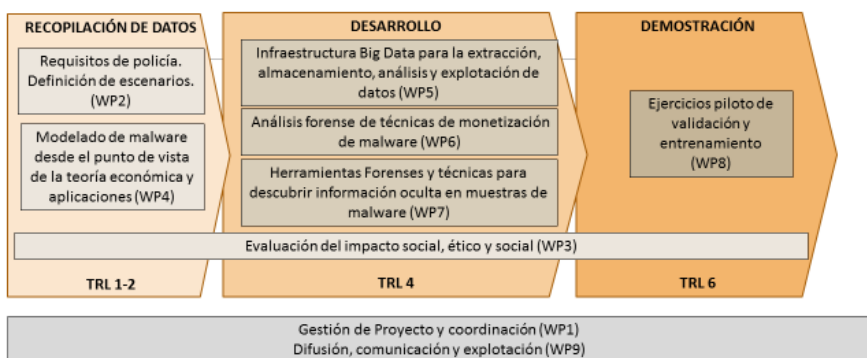 RECOPILACIÓN DE DATOS
Requisitos de policía.
Definición de escenarios.
(WP2)
Modelado de malware
desde el punto de vista
de la teoría económica y
aplicaciones (WP4)
TRL 1-2
DESARROLLO
Infraestructura Big Data para la extracción,
almacenamiento, análisis y explotación de
datos (WP5)
Análisis forense de técnicas de monetización
de malware (WP6)
Herramientas Forenses y técnicas para
descubrir información oculta en muestras de
malware (WP7)
TRL 4
DEMOSTRACIÓN
Ejercicios piloto de
validación y
entrenamiento
(WP8)
TRL 6
Evaluación del impacto social, ético y social (WP3)
Gestión de Proyecto y coordinación (WP1)
Difusión, comunicación y explotación (WP9)